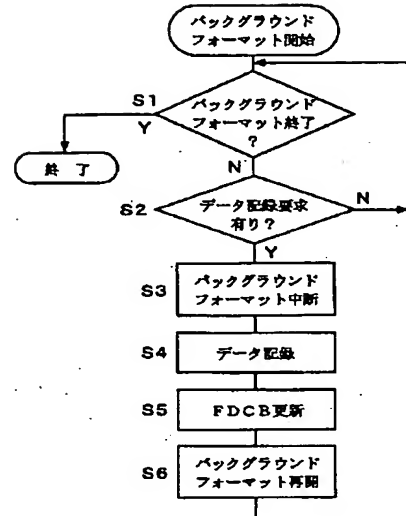 バックグラウンド
フォーマット開始
S1
バックグラウンド
フォーマット終了
?
Y
終 了
N
S2
データ記録要求
有り?
N
Y
S3
バックグラウンド
フォーマット中断
S4
データ記録
S5
FDCB更新
S6
バックグラウンド
フォーマット再開